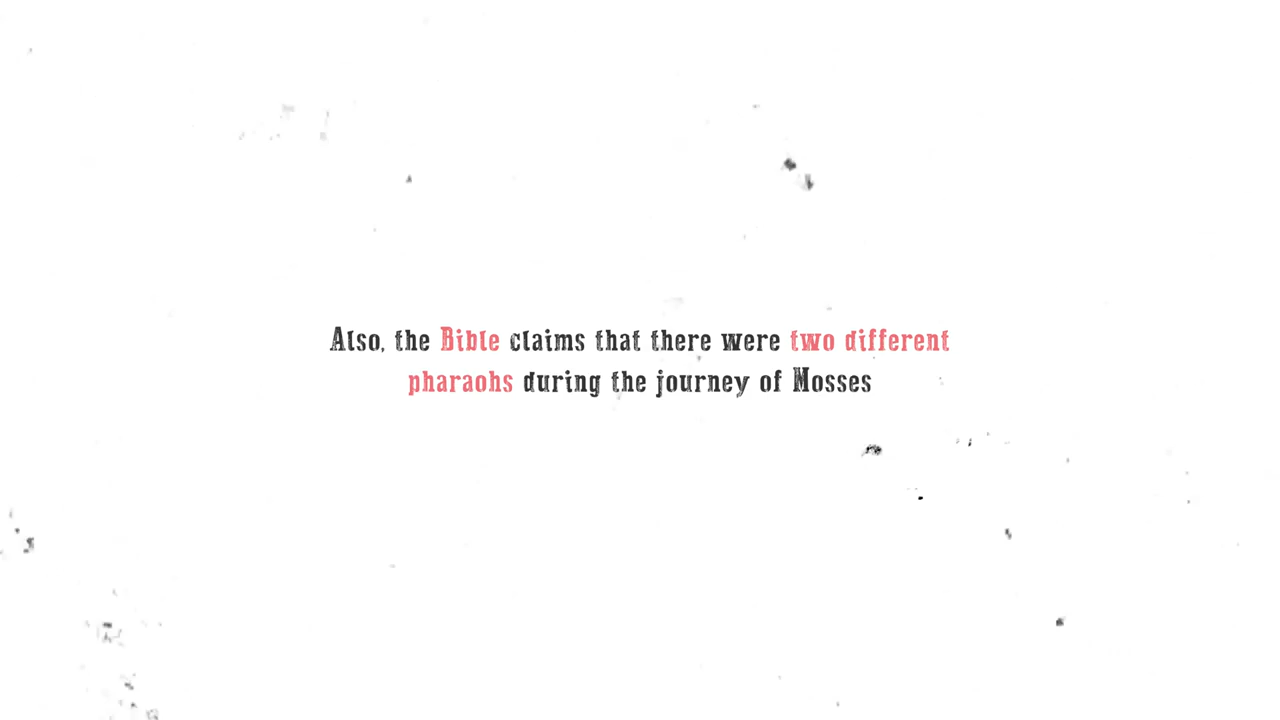 Also, the Bible claims that there were two different
pharaohs during the journey of Mosses